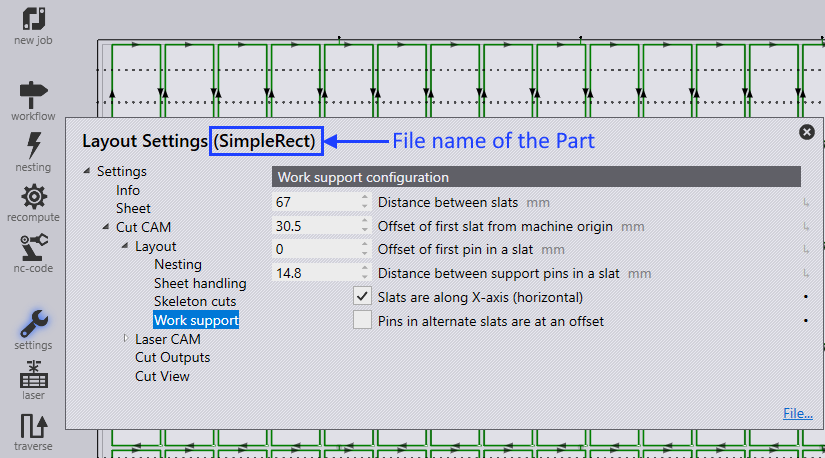 new job
workflow
nesting
recompute
nc-code
settings
laser
traverse
Layout Settings (SimpleRect)
File name of the Part
Settings
Info
Sheet
Cut CAM
Layout
Nesting
Sheet handling
Skeleton cuts
Work support
Laser CAM
Cut Outputs
Cut View
Work support configuration
67 Distance between slats mm
30.5 Offset of first slat from machine origin mm
0 Offset of first pin in a slat mm
14.8 Distance between support pins in a slat mm
Slats are along X-axis (horizontal)
Pins in alternate slats are at an offset
File...